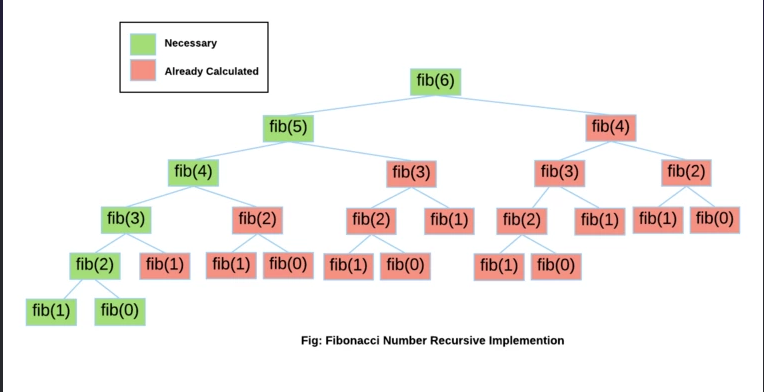 Necessary
Already Calculated
fib(6)
fib(5)
fib(4)
fib(4)
fib(3)
fib(3)
fib(2)
fib(3)
fib(2)
fib(2)
fib(1)
fib(2)
fib(1)
fib(1)
fib(0)
fib(2)
fib(1)
fib(1)
fib(0)
fib(1)
fib(0)
fib(1)
fib(0)
fib(1)
fib(0)
Fig: Fibonacci Number Recursive Implemention